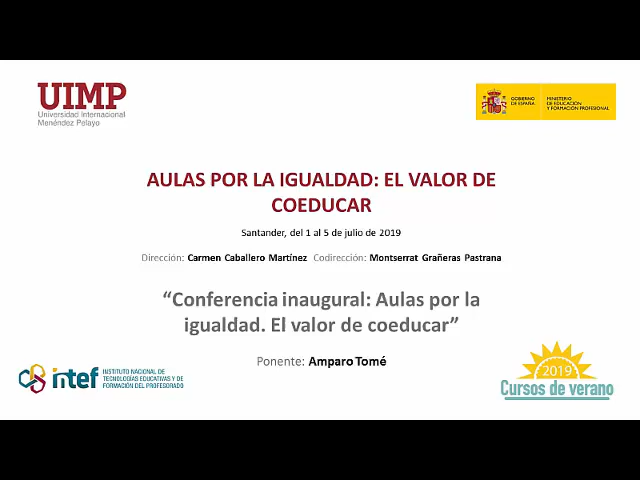 UIMP
Universidad Internacional
Menéndez Pelayo
GOBIERNO
DE ESPAÑA
MINISTERIO
DE EDUCACIÓN
Y FORMACIÓN PROFESIONAL
AULAS POR LA IGUALDAD: EL VALOR DE
COEDUCAR
Santander, del 1 al 5 de julio de 2019
Dirección: Carmen Caballero Martínez Codirección: Montserrat Grañeras Pastrana
“Conferencia inaugural: Aulas por la
igualdad. El valor de coeducar”
Ponente: Amparo Tomé
intef
INSTITUTO NACIONAL DE
TECNOLOGÍAS EDUCATIVAS Y DE
FORMACIÓN DEL PROFESORADO
2019
Cursos de verano